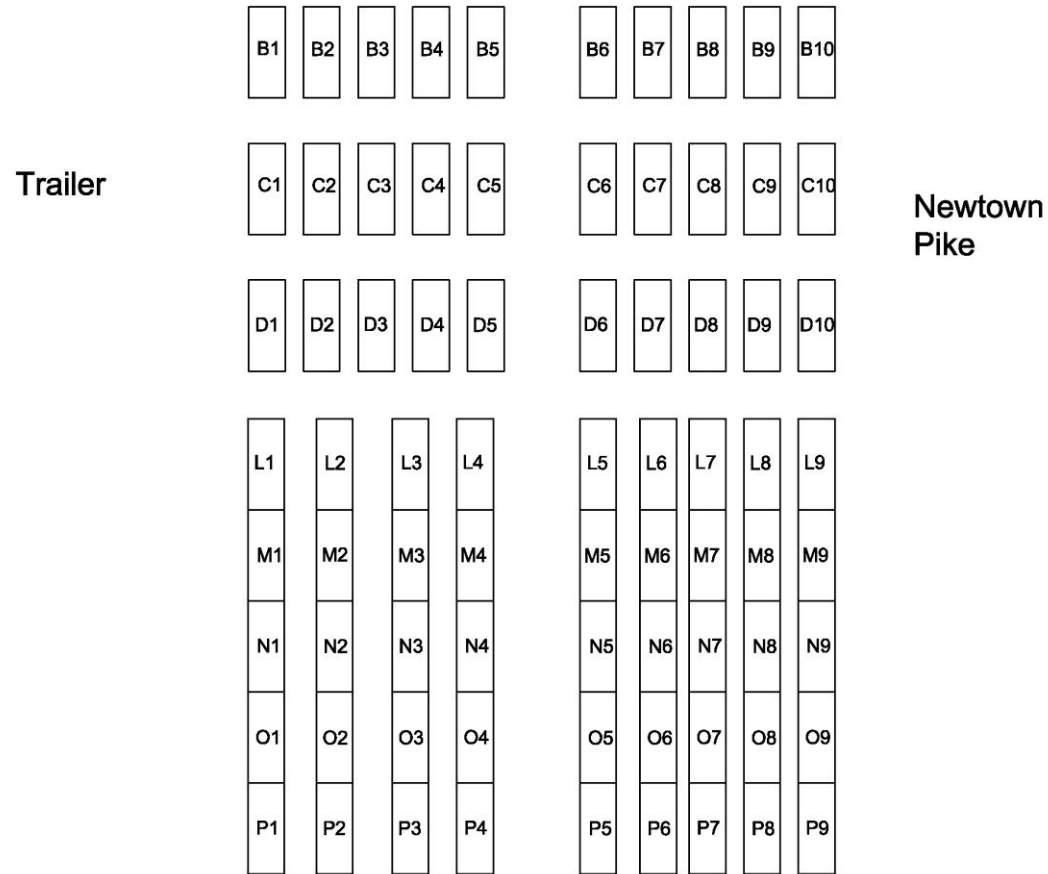 B1 B2 B3 B4 B5 B6 B7 B8 B9 B10
Trailer
C1 C2 C3 C4 C5 C6 C7 C8 C9 C10
Newtown
Pike
D1 D2 D3 D4 D5 D6 D7 D8 D9 D10
L1 L2 L3 L4 L5 L6 L7 L8 L9
M1 M2 M3 M4 M5 M6 M7 M8 M9
N1 N2 N3 N4 N5 N6 N7 N8 N9
O1 O2 O3 O4 O5 O6 O7 O8 O9
P1 P2 P3 P4 P5 P6 P7 P8 P9